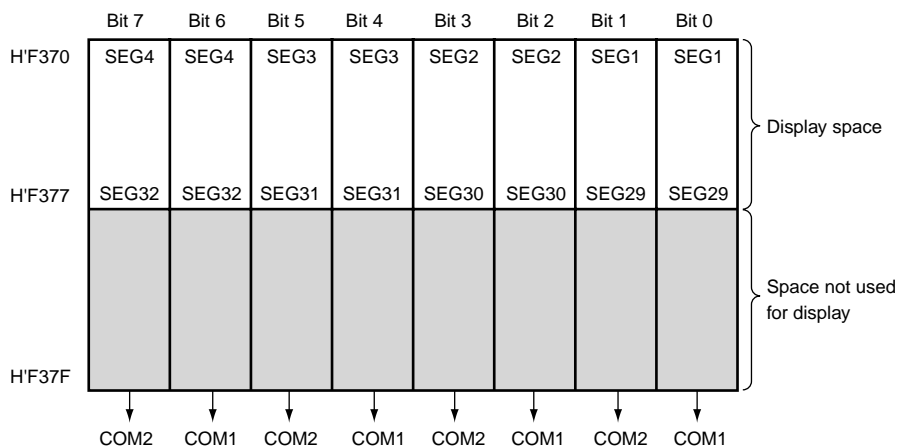 Bit 7 Bit 6 Bit 5 Bit 4 Bit 3 Bit 2 Bit 1 Bit 0
H'F370 SEG4 SEG4 SEG3 SEG3 SEG2 SEG2 SEG1 SEG1
Display space
H'F377 SEG32 SEG32 SEG31 SEG31 SEG30 SEG30 SEG29 SEG29
Space not used
for display
H'F37F
COM2 COM1 COM2 COM1 COM2 COM1 COM2 COM1